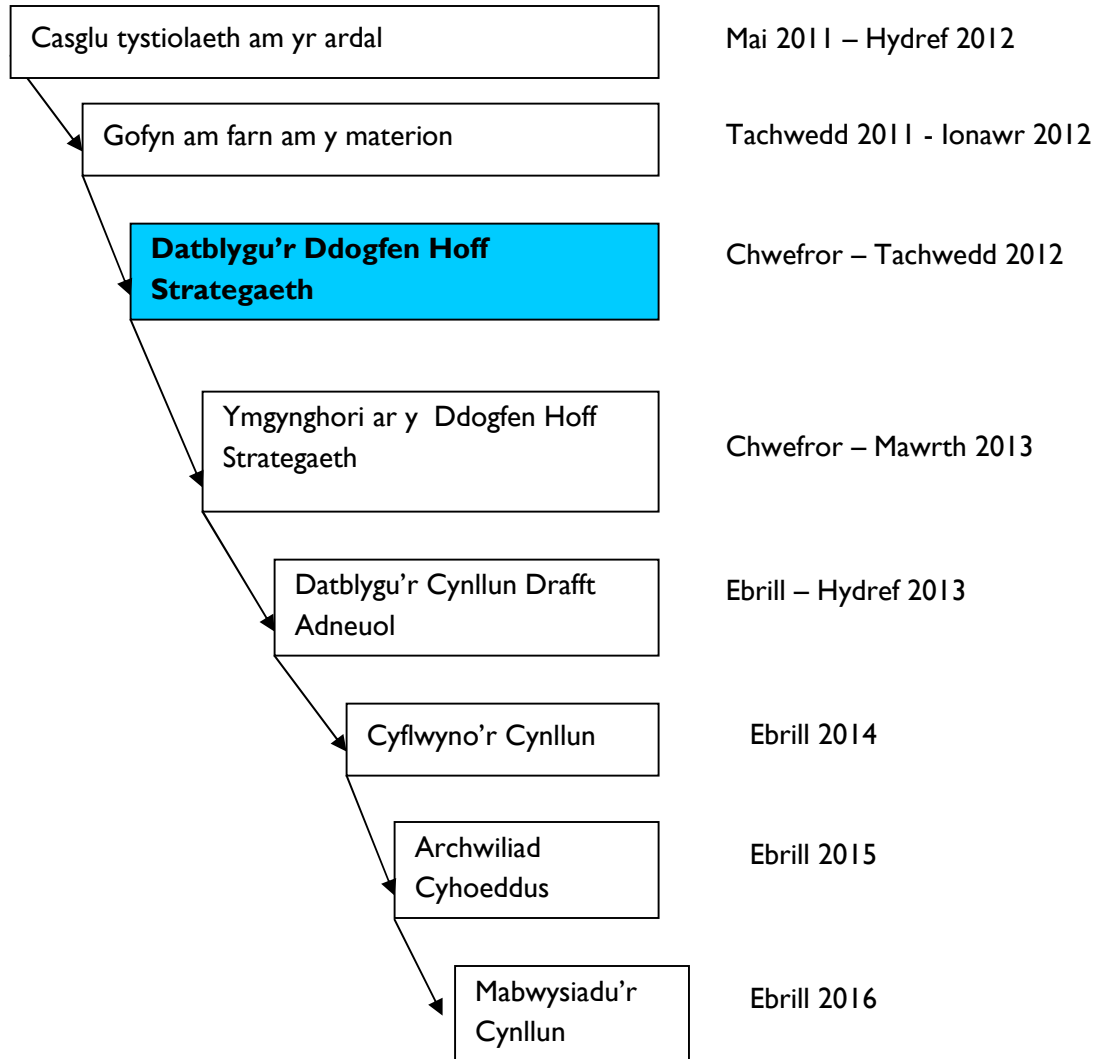 Casglu tystiolaeth am yr ardal
Mai 2011 – Hydref 2012
Gofyn am farn am y materion
Tachwedd 2011 - Ionawr 2012
Datblygu’r Ddogfen Hoff
Strategaeth
Chwefror – Tachwedd 2012
Ymgynghori ar y  Ddogfen Hoff
Strategaeth
Chwefror – Mawrth 2013
Datblygu’r Cynllun Drafft
Adneuol
Ebrill – Hydref 2013
Cyflwyno’r Cynllun
Ebrill 2014
Archwiliad
Cyhoeddus
Ebrill 2015
Mabwysiadu’r
Cynllun
Ebrill 2016